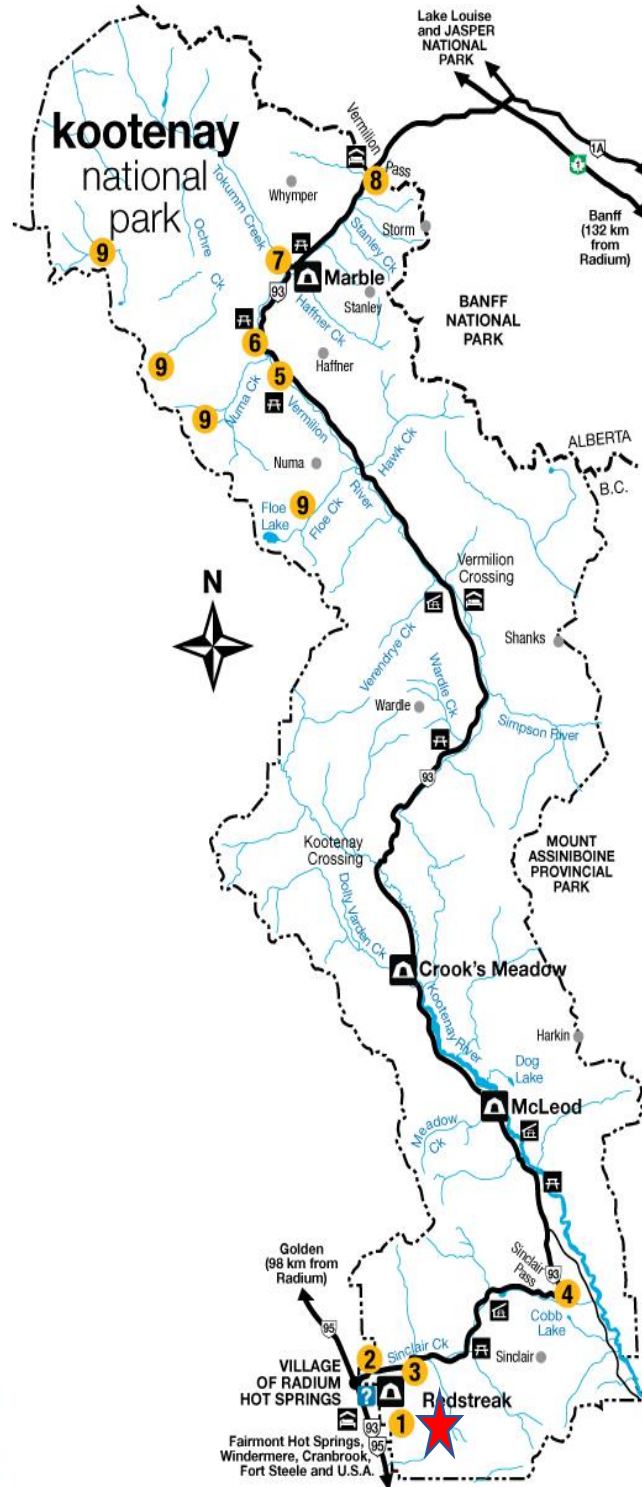 Lake Louise
and JASPER
NATIONAL
PARK
kootenay
national
park
Vermilion
Pass
1A
1
Banff
(132 km
from
Radium)
8
Whymper
Tokumm Creek
Ochre
Ck
Stanley Ck
Storm
9
7
Marble
93
Stanley
Haffner Ck
BANFF
NATIONAL
PARK
6
Haffner
5
9
9
Numa Ck
Vermilion
River
Hawk Ck
ALBERTA
B.C.
Numa
9
Floe
Lake
Floe Ck
N
Vermilion
Crossing
Verendrye Ck
Shanks
Wardle Ck
Wardle
Simpson River
93
Kootenay
Crossing
MOUNT
ASSINIBOINE
PROVINCIAL
PARK
Dolly Varden Ck
Crook's Meadow
Kootenay River
Harkin
Dog
Lake
McLeod
Meadow
Ck
Golden
(98 km from
Radium)
Sinclair
Pass
93
4
95
Cobb
Lake
Sinclair Ck
2
3
Sinclair
VILLAGE
OF RADIUM
HOT SPRINGS
?
Redstreak
1
93
95
Fairmont Hot Springs,
Windermere, Cranbrook,
Fort Steele and U.S.A.